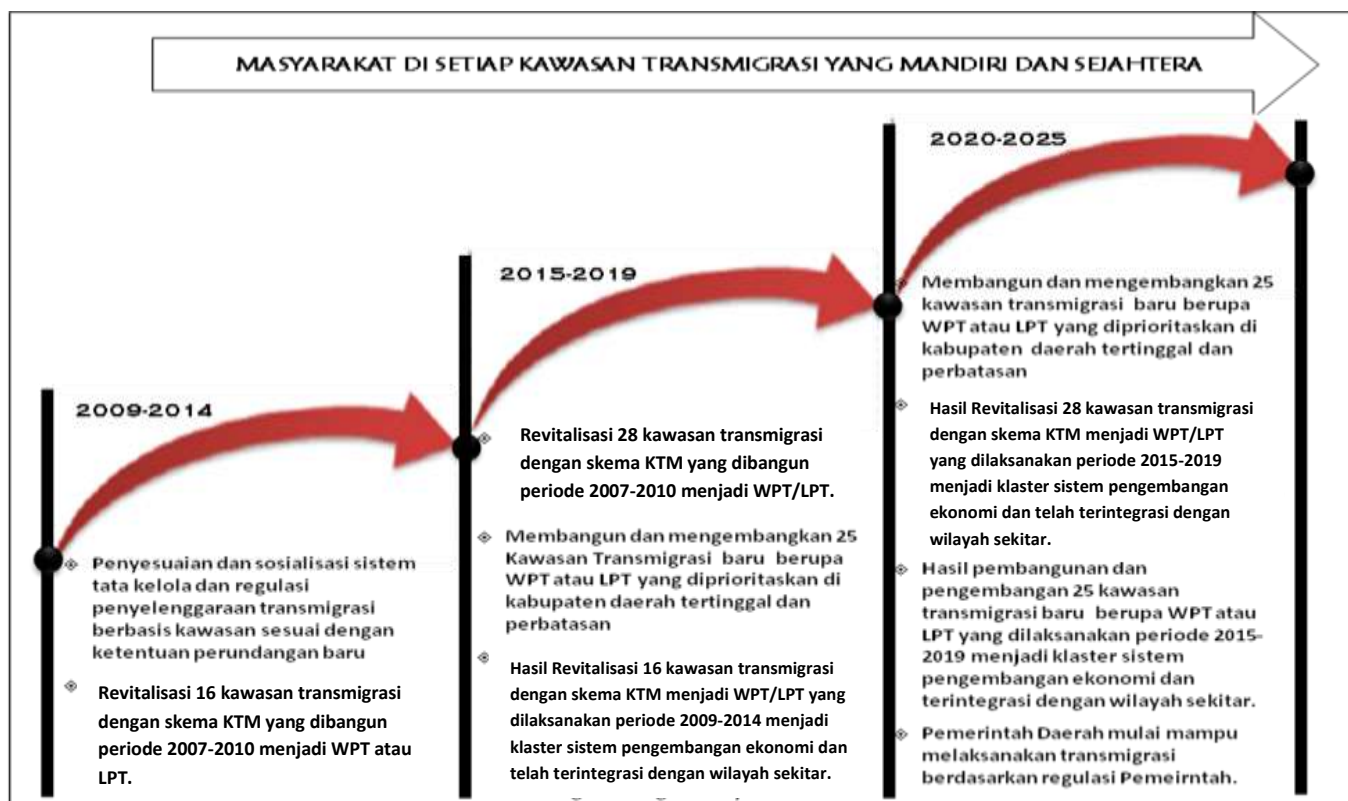 MASYARAKAT DI SETIAP KAWASAN TRANSMIGRASI YANG MANDIRI DAN SEJAHTERA
2009-2014
Penyesuaian dan sosialisasi sistem
tata kelola dan regulasi
penyelenggaraan transmigrasi
berbasis kawasan sesuai dengan
ketentuan perundangan baru
Revitalisasi 16 kawasan transmigrasi
dengan skema KTM yang dibangun
periode 2007-2010 menjadi WPT atau
LPT.
2015-2019
Revitalisasi 28 kawasan transmigrasi
dengan skema KTM yang dibangun
periode 2007-2010 menjadi WPT/LPT.
Membangun dan mengembangkan 25
Kawasan Transmigrasi baru berupa
WPT atau LPT yang diprioritaskan di
kabupaten daerah tertinggal dan
perbatasan
Hasil Revitalisasi 16 kawasan transmigrasi
dengan skema KTM menjadi WPT/LPT yang
dilaksanakan periode 2009-2014 menjadi
klaster sistem pengembangan ekonomi dan
telah terintegrasi dengan wilayah sekitar.
2020-2025
Membangun dan mengembangkan 25
kawasan transmigrasi baru berupa
WPT atau LPT yang diprioritaskan di
kabupaten daerah tertinggal dan
perbatasan
Hasil Revitalisasi 28 kawasan transmigrasi
dengan skema KTM menjadi WPT/LPT
yang dilaksanakan periode 2015-2019
menjadi klaster sistem pengembangan
ekonomi dan telah terintegrasi dengan
wilayah sekitar.
Hasil pembangunan dan
pengembangan 25 kawasan
transmigrasi baru berupa WPT atau
LPT yang dilaksanakan periode 2015-
2019 menjadi klaster sistem
pengembangan ekonomi dan
terintegrasi dengan wilayah sekitar.
Pemerintah Daerah mulai mampu
melaksanakan transmigrasi
berdasarkan regulasi Pemeirntah.